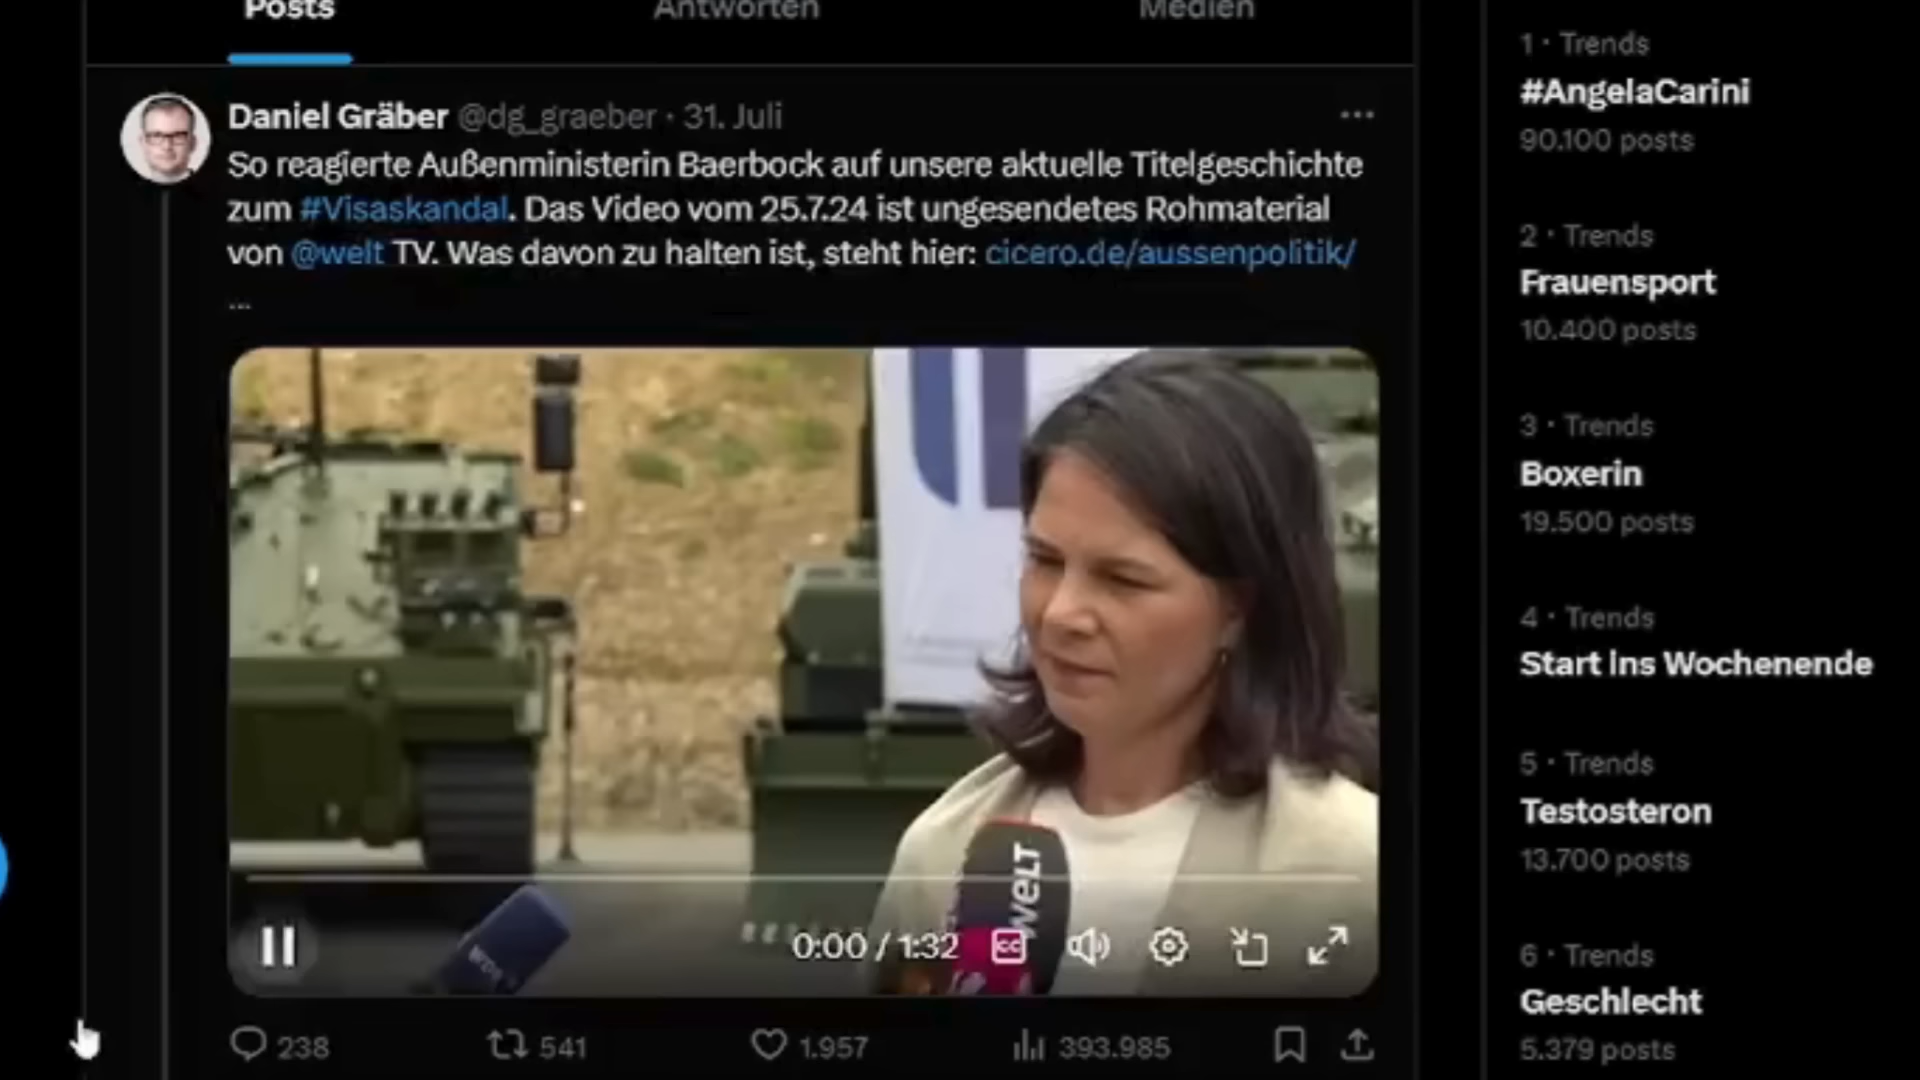 Posts
Antworten
Medien
Daniel Gräber @dg_graeber · 31. Juli
So reagierte Außenministerin Baerbock auf unsere aktuelle Titelgeschichte
zum #Visaskandal. Das Video vom 25.7.24 ist ungesendetes Rohmaterial
von @welt TV. Was davon zu halten ist, steht hier: cicero.de/aussenpolitik/
...
welt
0:00 / 1:32
CC
238
541
1.957
393.985
1 · Trends
#AngelaCarini
90.100 posts
2 · Trends
Frauensport
10.400 posts
3 · Trends
Boxerin
19.500 posts
4 · Trends
Start ins Wochenende
5 · Trends
Testosteron
13.700 posts
6 · Trends
Geschlecht
5.379 posts